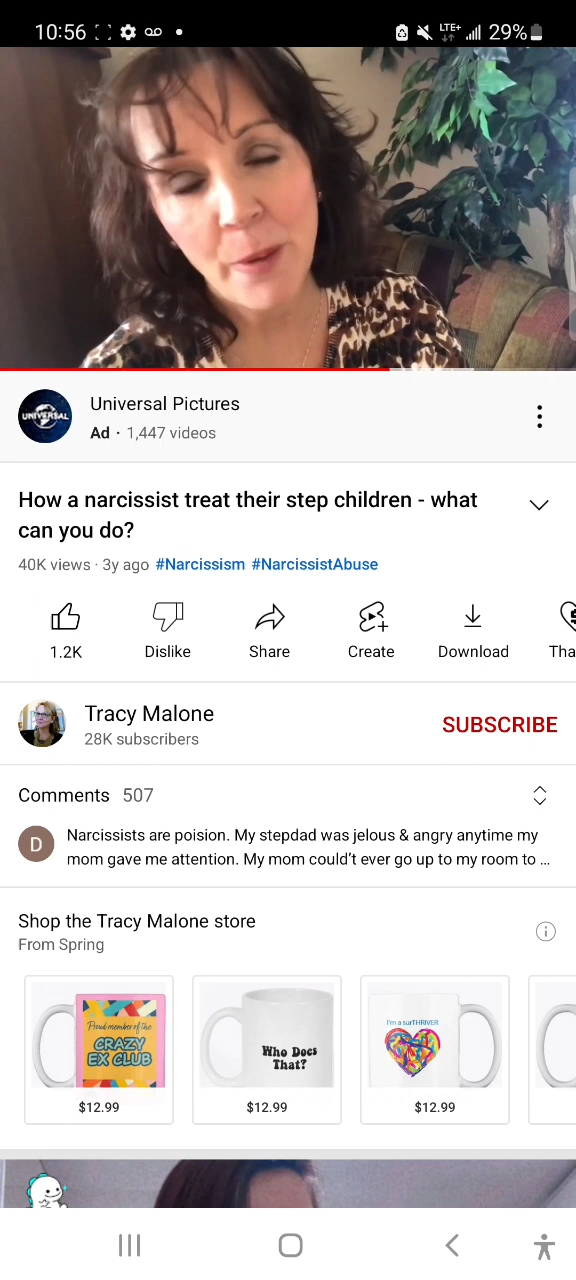 10:56
LTE+
29%
UNIVERSAL
Universal Pictures
Ad · 1,447 videos
How a narcissist treat their step children - what
can you do?
40K views · 3y ago #Narcissism #NarcissistAbuse
1.2K
Dislike
Share
Create
Download
Tha
Tracy Malone
28K subscribers
SUBSCRIBE
Comments 507
D
Narcissists are poision. My stepdad was jelous & angry anytime my
mom gave me attention. My mom could't ever go up to my room to ...
Shop the Tracy Malone store
From Spring
Proud member of the
CRAZY
EX CLUB
$12.99
Who Does
That?
$12.99
I'm a surTHRIVER
$12.99